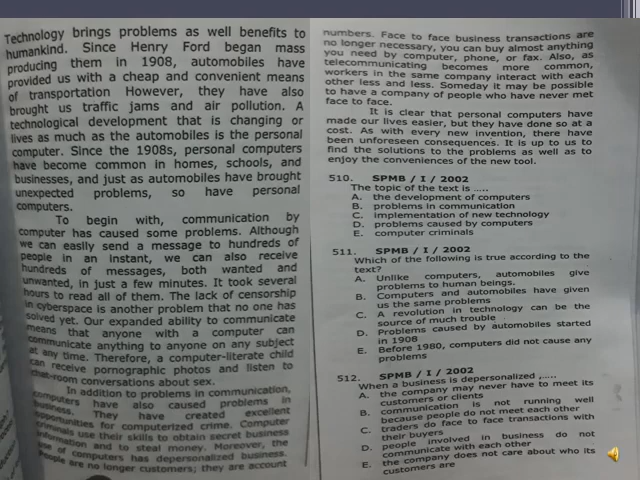 Technology brings problems as well benefits to
humankind. Since Henry Ford began mass
producing them in 1908, automobiles have
provided us with a cheap and convenient means
of transportation However, they have also
brought us traffic jams and air pollution. A
technological development that is changing or
lives as much as the automobiles is the personal
computer. Since the 1908s, personal computers
have become common in homes, schools, and
businesses, and just as automobiles have brought
unexpected problems, so have personal
computers.
To begin with, communication by
computer has caused some problems. Although
we can easily send a message to hundreds of
people in an instant, we can also receive
hundreds of messages, both wanted and
unwanted, in just a few minutes. It took several
hours to read all of them. The lack of censorship
in cyberspace is another problem that no one has
solved yet. Our expanded ability to communicate
means that anyone with a computer can
communicate anything to anyone on any subject
at any time. Therefore, a computer-literate child
can receive pornographic photos and listen to
chat-room conversations about sex.
In addition to problems in communication,
computers have also caused problems in
business. They have created excellent
opportunities for computerized crime. Computer
criminals use their skills to obtain secret business
information and to steal money. Moreover, the
use of computers has depersonalized business.
People are no longer customers; they are account
numbers. Face to face business transactions are
no longer necessary, you can buy almost anything
you need by computer, phone, or fax. Also, as
telecommunicating becomes more common,
workers in the same company interact with each
other less and less. Someday it may be possible
to have a company of people who have never met
face to face.
It is clear that personal computers have
made our lives easier, but they have done so at a
cost. As with every new invention, there have
been unforeseen consequences. It is up to us to
find the solutions to the problems as well as to
enjoy the conveniences of the new tool.
510. SPMB / I / 2002
The topic of the text is .....
A. the development of computers
B. problems in communication
C. implementation of new technology
D. problems caused by computers
E. computer criminals
511. SPMB / I / 2002
Which of the following is true according to the
text?
A. Unlike computers, automobiles give
problems to human beings.
B. Computers and automobiles have given
us the same problems
C. A revolution in technology can be the
source of much trouble
D. Problems caused by automobiles started
in 1908
E. Before 1980, computers did not cause any
problems
512. SPMB / I / 2002
When a business is depersonalized ,.....
A. the company may never have to meet its
customers or clients
B. communication is not running well
because people do not meet each other
C. traders do face to face transactions with
their buyers
D. people involved in business do not
communicate with each other
E. the company does not care about who its
customers are